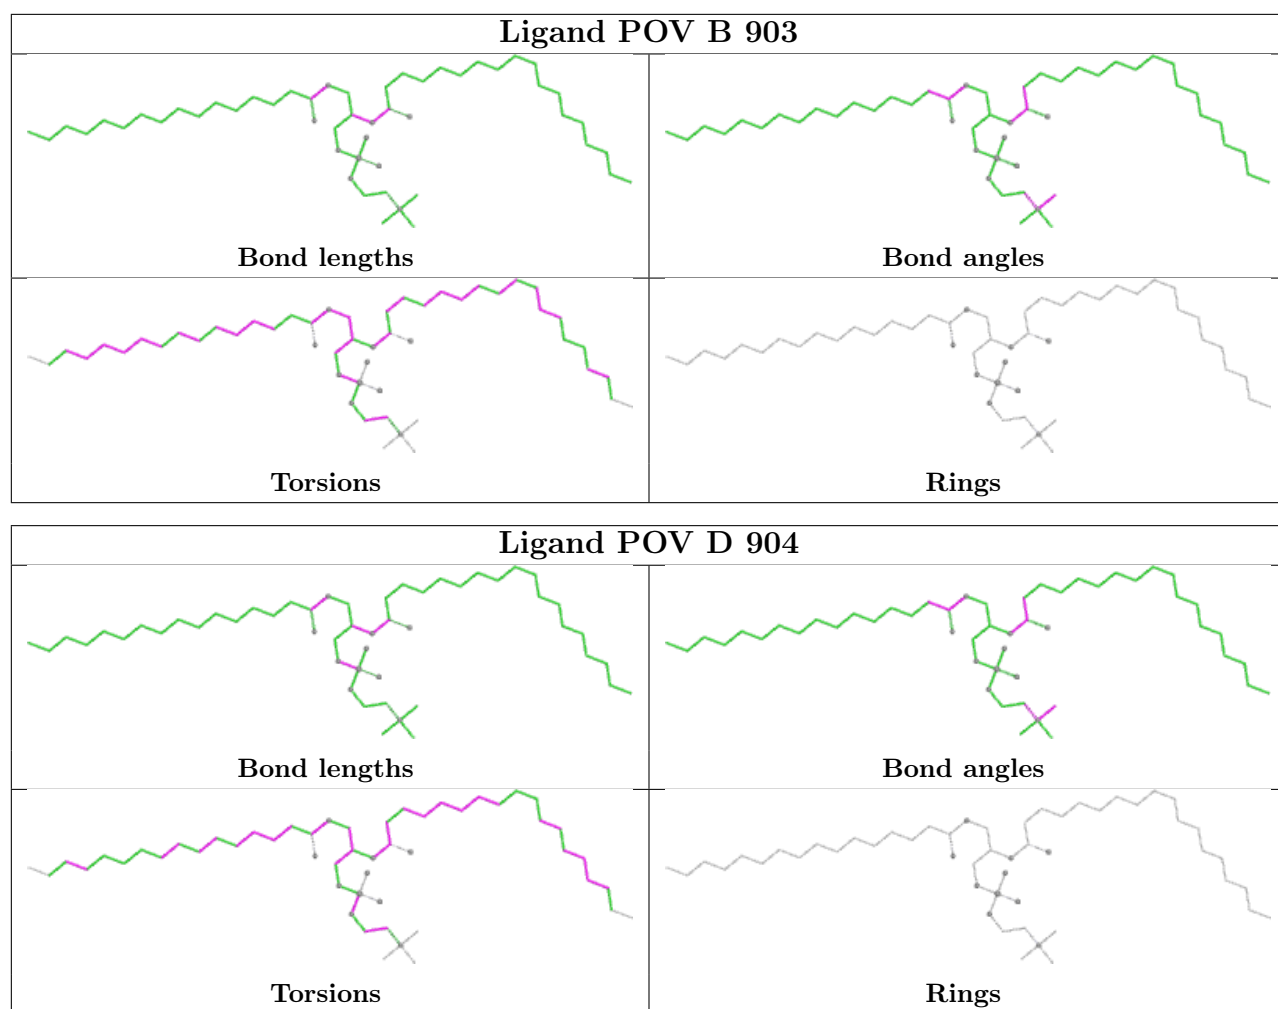 Ligand POV B 903
Bond lengths
Bond angles
Torsions
Rings
Ligand POV D 904
Bond lengths
Bond angles
Torsions
Rings